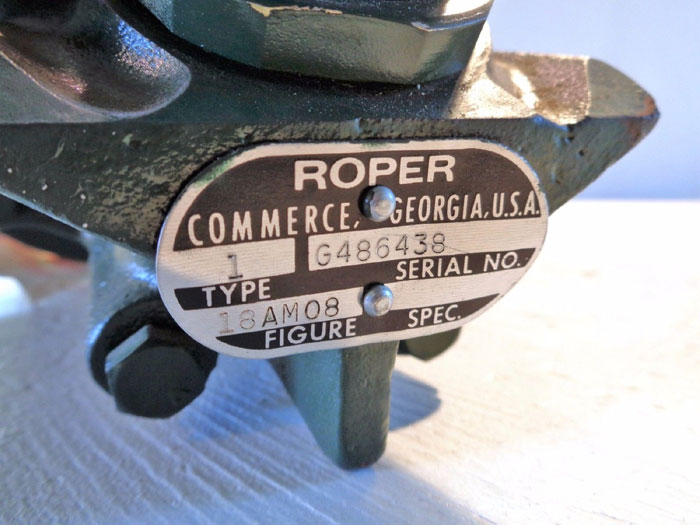 ROPER
COMMERCE, GEORGIA, U.S.A.
1 G486438
TYPE SERIAL NO.
18AM08
FIGURE SPEC.